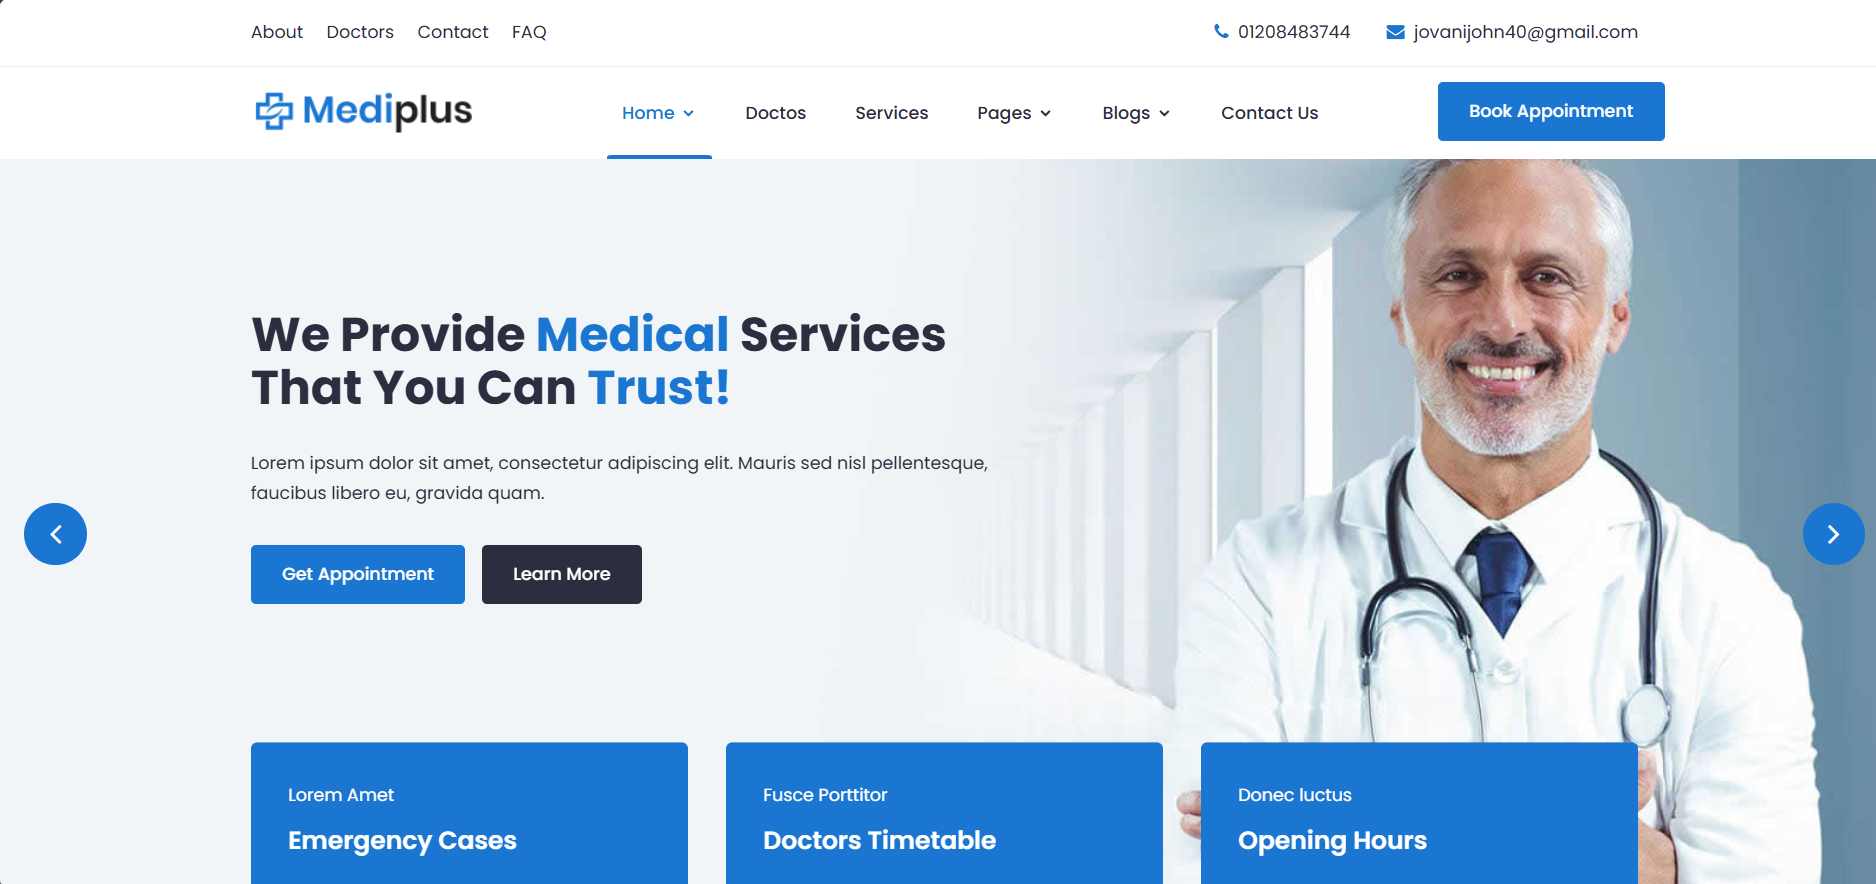 About Doctors Contact FAQ
01208483744 jovanijohn40@gmail.com
Mediplus
Home Doctos Services Pages Blogs Contact Us
Book Appointment
We Provide Medical Services
That You Can Trust!
Lorem ipsum dolor sit amet, consectetur adipiscing elit. Mauris sed nisl pellentesque,
faucibus libero eu, gravida quam.
Get Appointment Learn More
Lorem Amet
Emergency Cases
Fusce Porttitor
Doctors Timetable
Donec luctus
Opening Hours